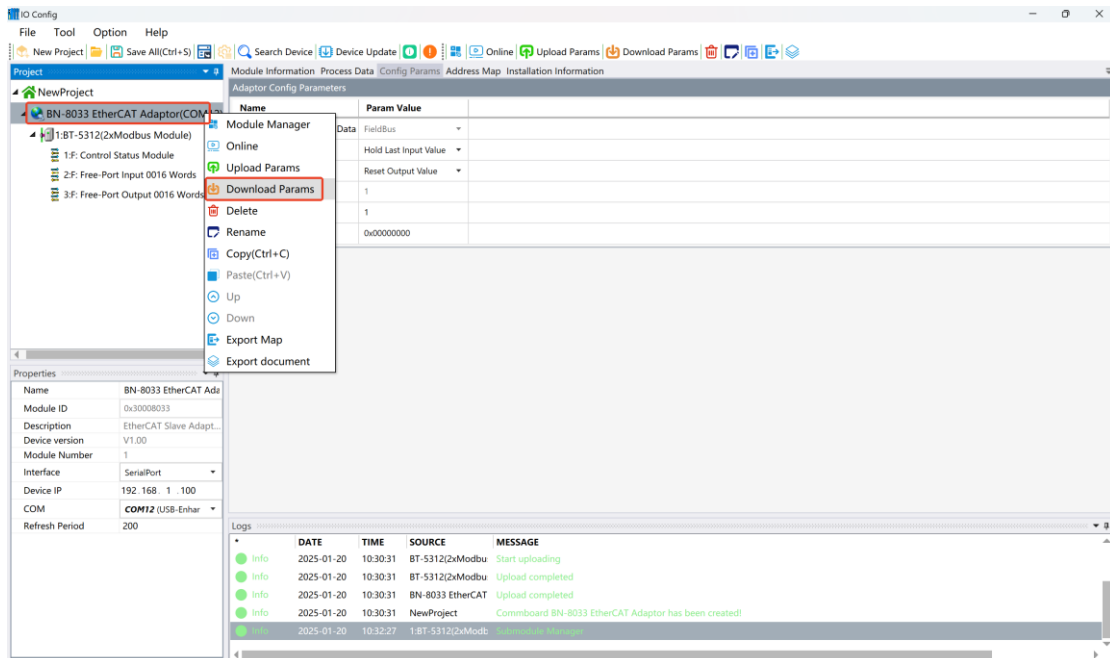 IO Config
File Tool Option Help
New Project Save All(Ctrl+S) Search Device Device Update Online Upload Params Download Params
Project
NewProject
BN-8033 EtherCAT Adaptor(COM
1:BT-5312(2xModbus Module)
1:F: Control Status Module
2:F: Free-Port Input 0016 Words
3:F: Free-Port Output 0016 Words
Module Manager
Online
Upload Params
Download Params
Delete
Rename
Copy(Ctrl+C)
Paste(Ctrl+V)
Up
Down
Export Map
Export document
Module Information Process Data Config Params Address Map Installation Information
Adaptor Config Parameters
Name Param Value
Data FieldBus
Hold Last Input Value
Reset Output Value
1
1
0x00000000
Properties
Name BN-8033 EtherCAT Ada
Module ID 0x30008033
Description EtherCAT Slave Adapt...
Device version V1.00
Module Number 1
Interface SerialPort
Device IP 192.168. 1 .100
COM COM12 (USB-Enhar
Refresh Period 200
Logs
* DATE TIME SOURCE MESSAGE
Info 2025-01-20 10:30:31 BT-5312(2xModbu Start uploading
Info 2025-01-20 10:30:31 BT-5312(2xModbu Upload completed
Info 2025-01-20 10:30:31 BN-8033 EtherCAT Upload completed
Info 2025-01-20 10:30:31 NewProject Commboard BN-8033 EtherCAT Adaptor has been created!
Info 2025-01-20 10:32:27 1:BT-5312(2xModb Submodule Manager